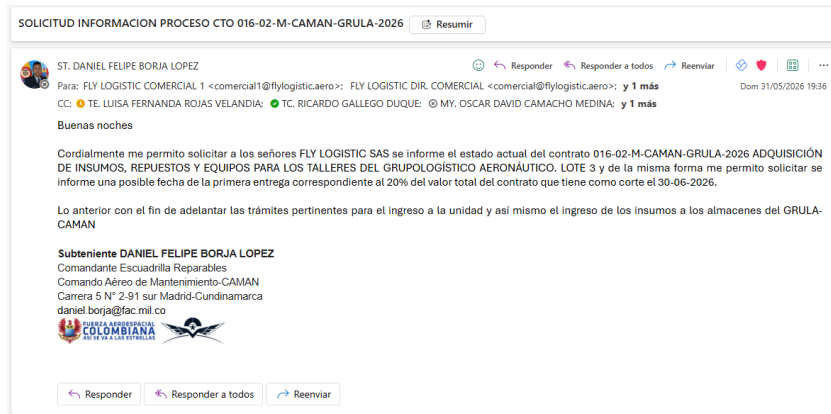 SOLICITUD INFORMACION PROCESO CTO 016-02-M-CAMAN-GRULA-2026 Resumir
ST. DANIEL FELIPE BORJA LOPEZ
Responder Responder a todos Reenviar
Para: FLY LOGISTIC COMERCIAL 1 <comercial1@flylogistic.aero>; FLY LOGISTIC DIR. COMERCIAL <comercial@flylogistic.aero>; y 1 más
Dom 31/05/2026 19:36
CC: TE. LUISA FERNANDA ROJAS VELANDIA; TC. RICARDO GALLEGO DUQUE; MY. OSCAR DAVID CAMACHO MEDINA; y 1 más
Buenas noches
Cordialmente me permito solicitar a los señores FLY LOGISTIC SAS se informe el estado actual del contrato 016-02-M-CAMAN-GRULA-2026 ADQUISICIÓN
DE INSUMOS, REPUESTOS Y EQUIPOS PARA LOS TALLERES DEL GRUPOLOGÍSTICO AERONÁUTICO. LOTE 3 y de la misma forma me permito solicitar se
informe una posible fecha de la primera entrega correspondiente al 20% del valor total del contrato que tiene como corte el 30-06-2026.
Lo anterior con el fin de adelantar las trámites pertinentes para el ingreso a la unidad y así mismo el ingreso de los insumos a los almacenes del GRULA-
CAMAN
Subteniente DANIEL FELIPE BORJA LOPEZ
Comandante Escuadrilla Reparables
Comando Aéreo de Mantenimiento-CAMAN
Carrera 5 N° 2-91 sur Madrid-Cundinamarca
daniel.borja@fac.mil.co
FUERZA AEROESPACIAL
COLOMBIANA
ASÍ SE VA A LAS ESTRELLAS
Responder Responder a todos Reenviar